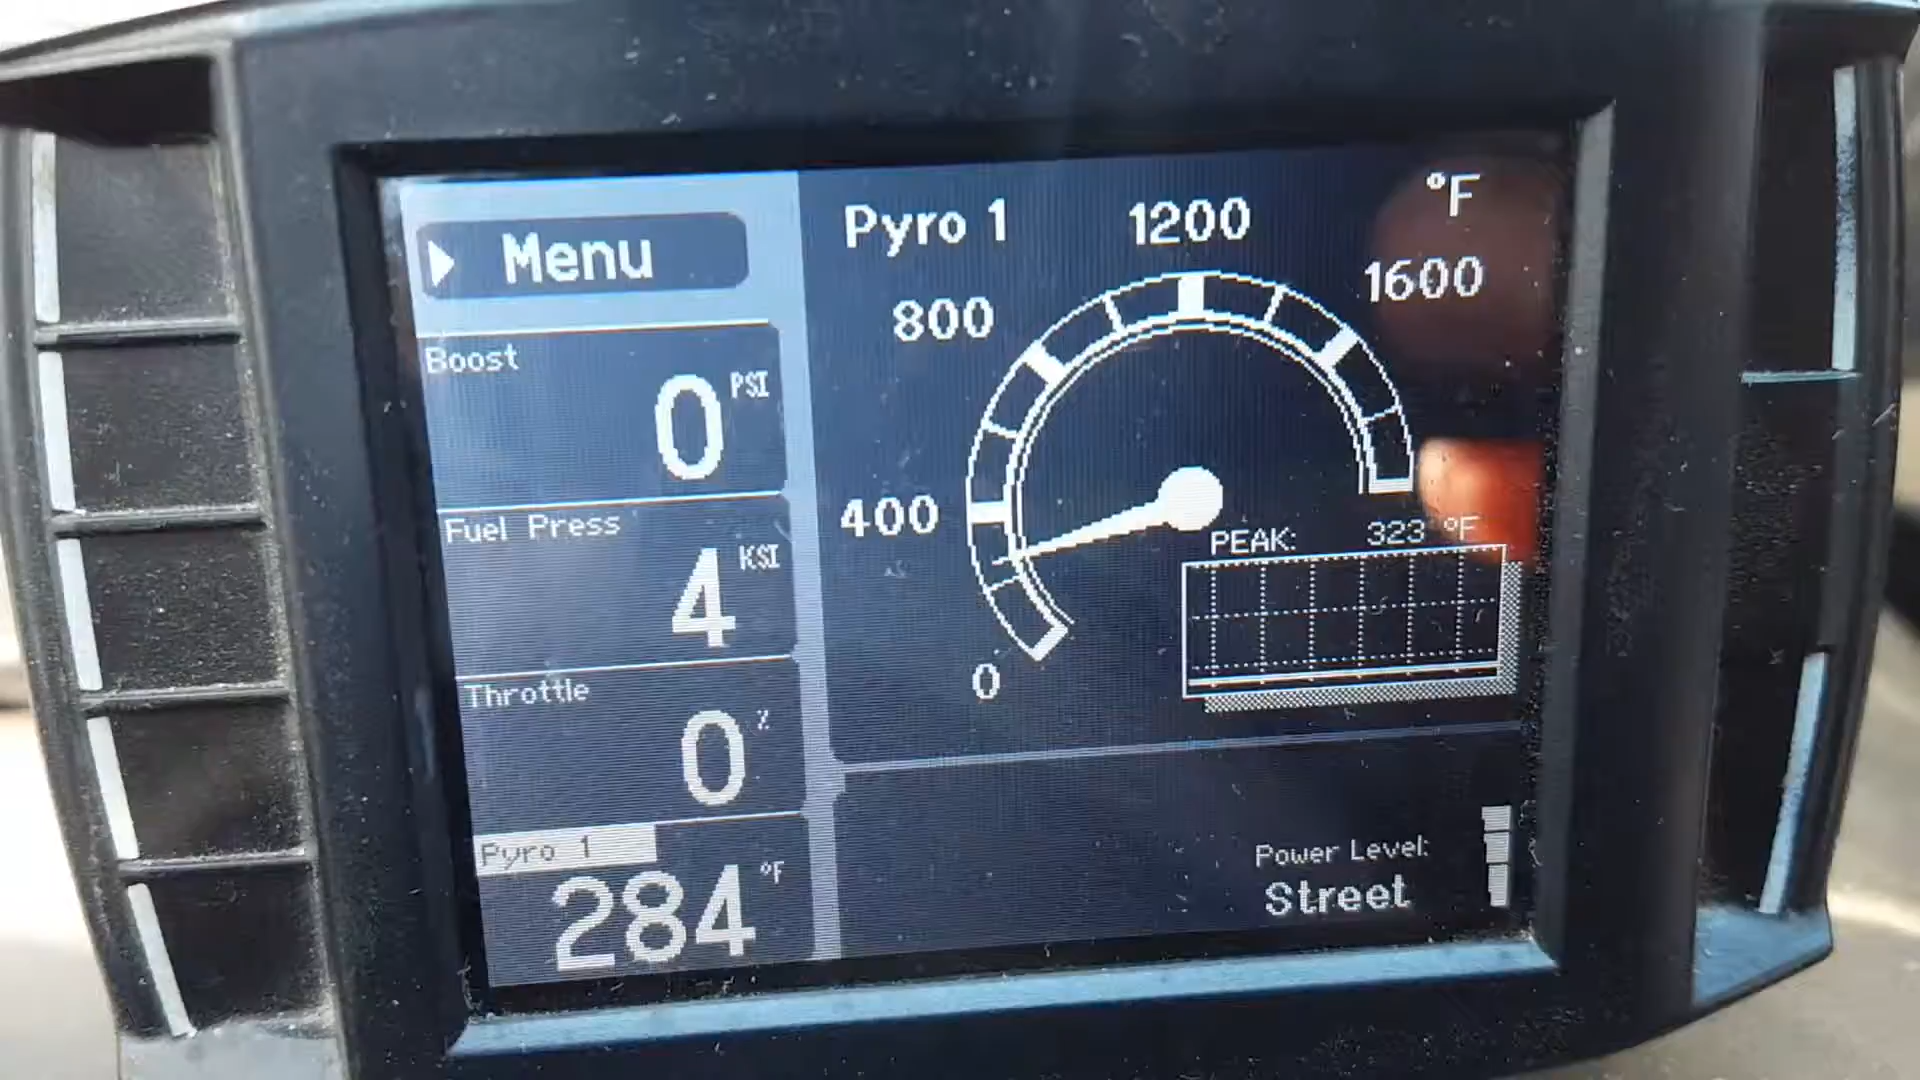 Menu
Boost
0 PSI
Fuel Press
4 KSI
Throttle
0 %
Pyro 1
284 °F
Pyro 1
°F
0
400
800
1200
1600
PEAK: 323 °F
Power Level:
Street